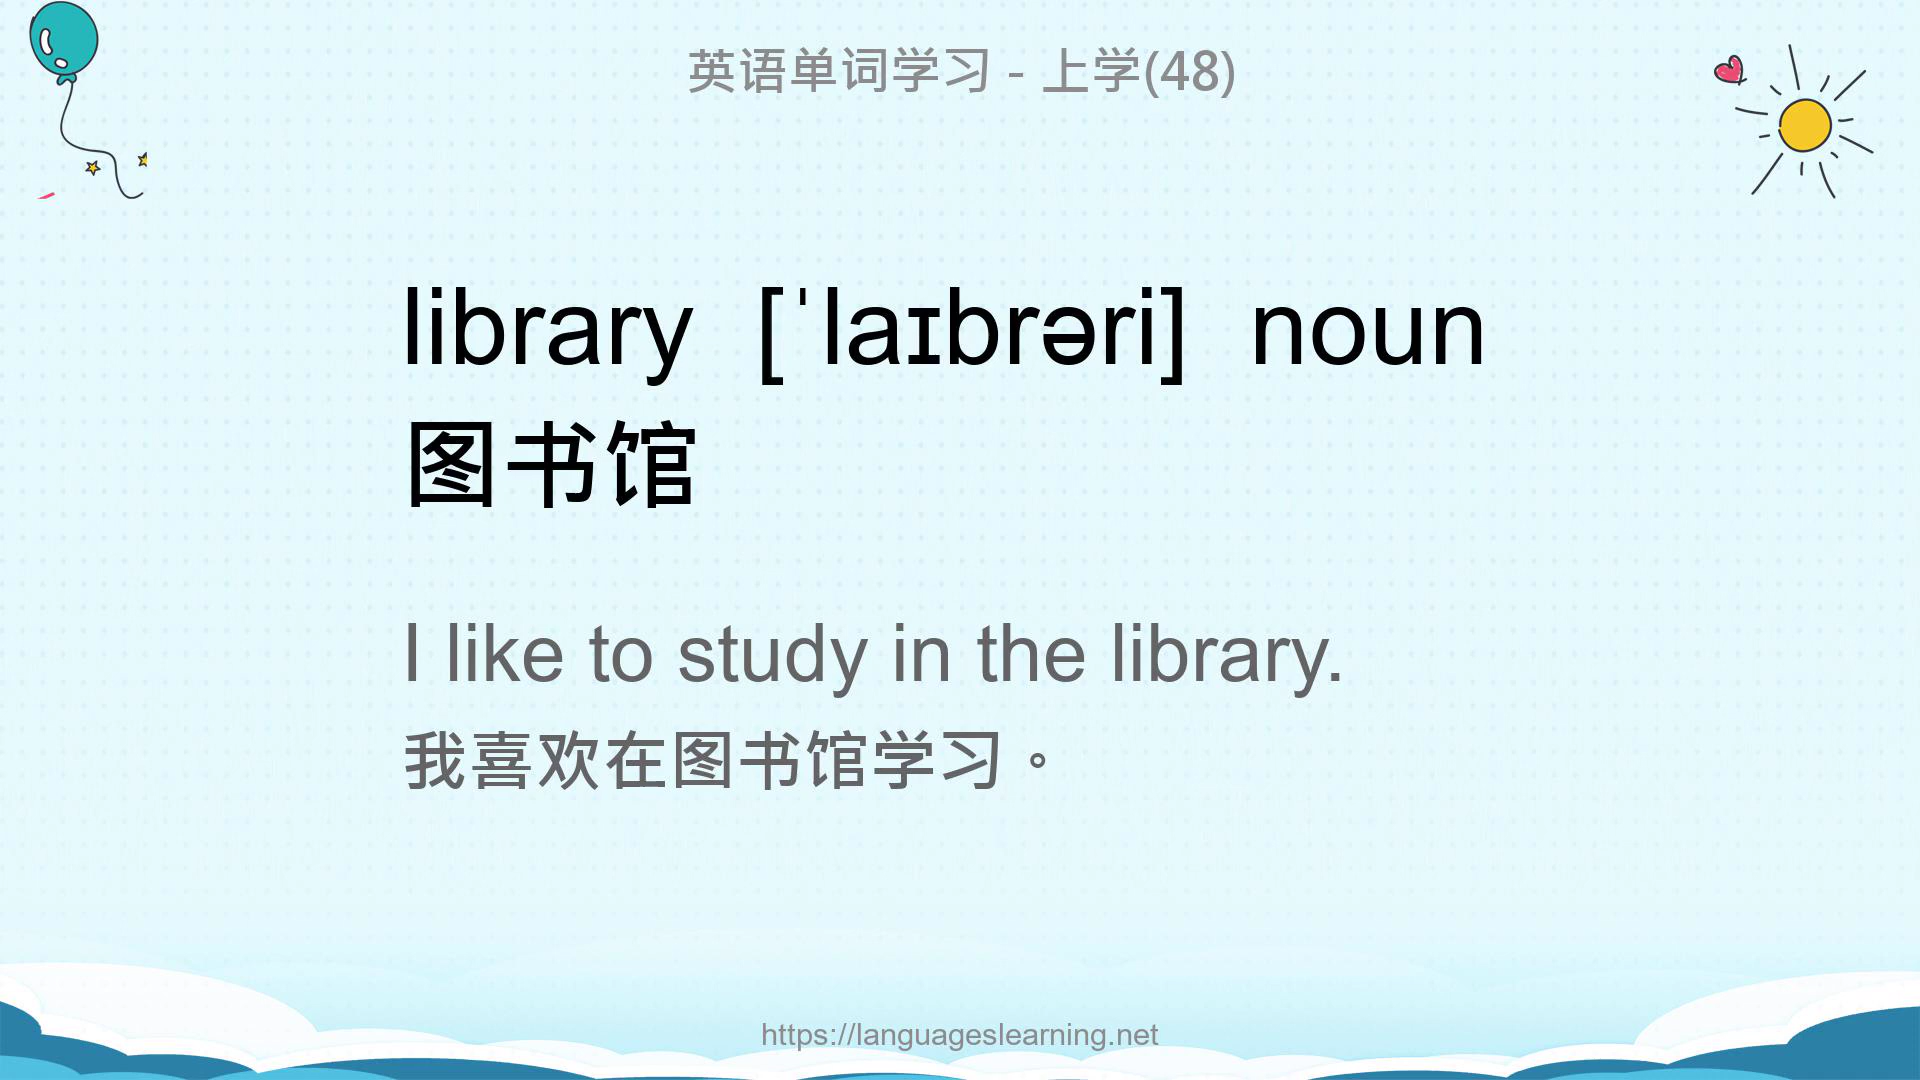 英语单词学习 - 上学(48)
library [ˈlaɪbrəri] noun
图书馆
I like to study in the library.
我喜欢在图书馆学习。
https://languageslearning.net